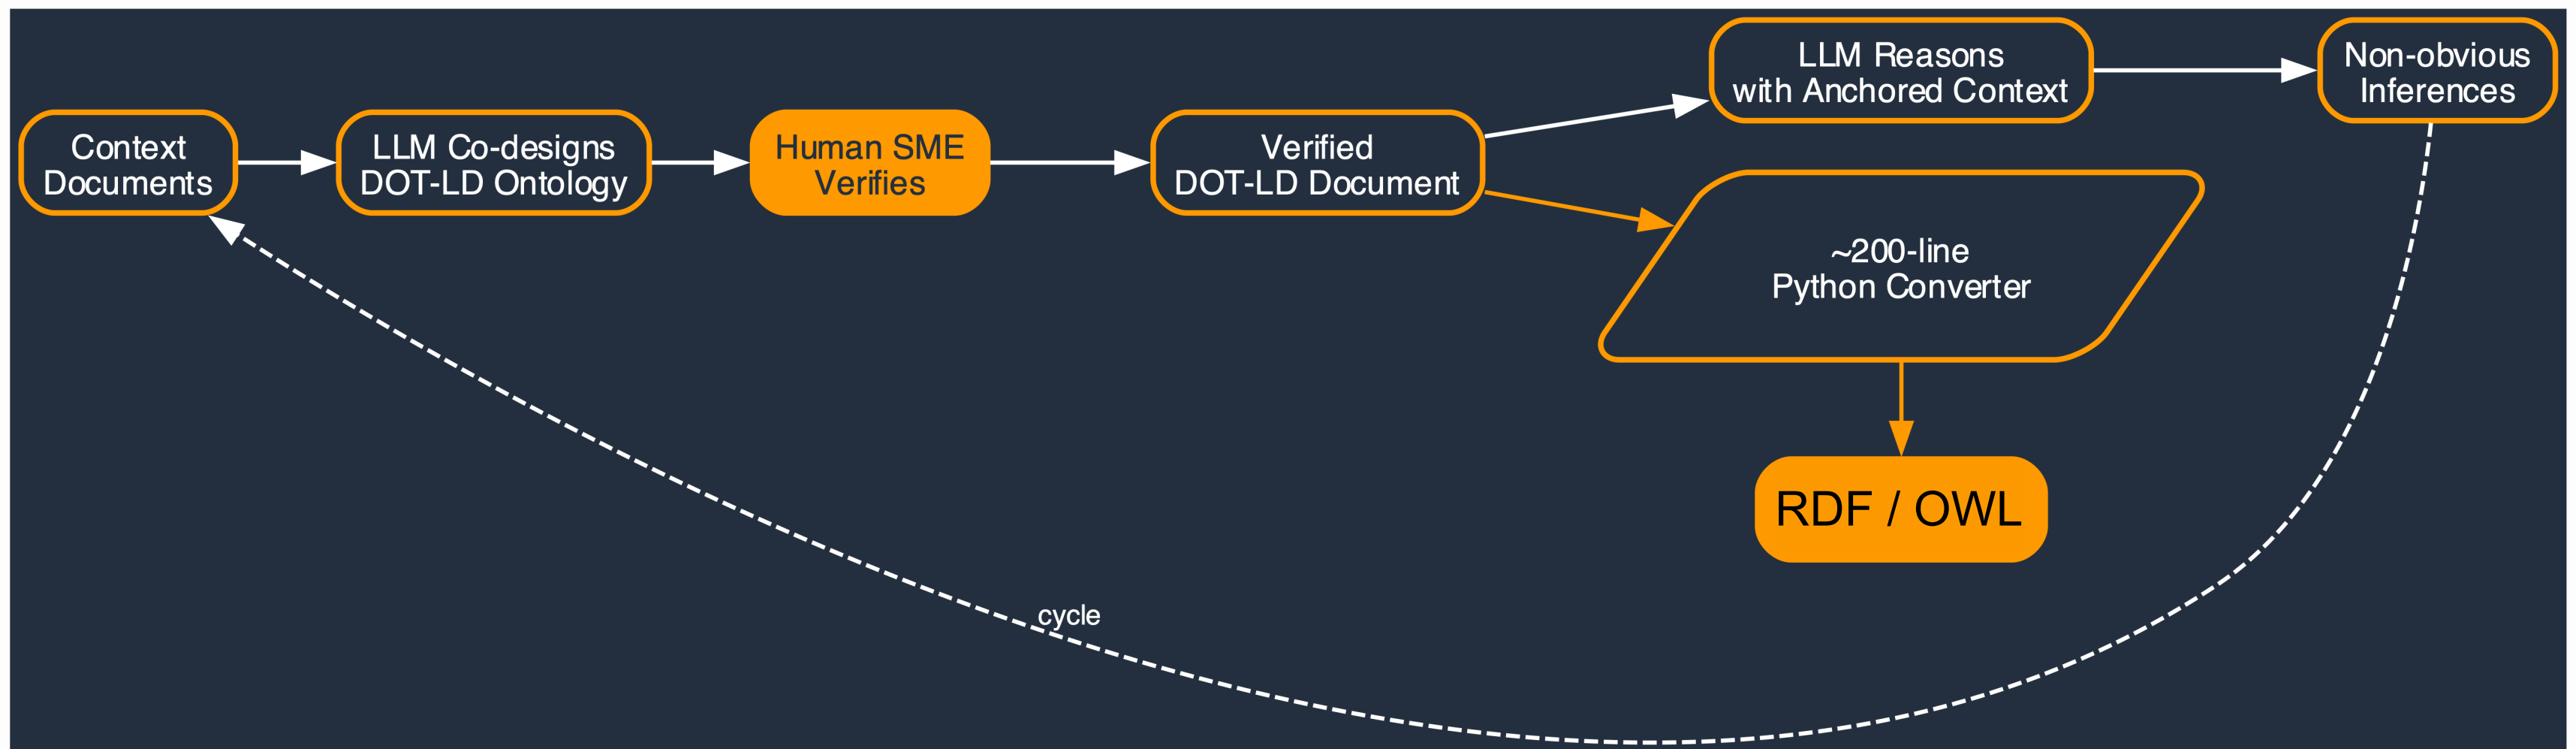 Context
Documents
LLM Co-designs
DOT-LD Ontology
Human SME
Verifies
Verified
DOT-LD Document
LLM Reasons
with Anchored Context
Non-obvious
Inferences
~200-line
Python Converter
RDF / OWL
cycle